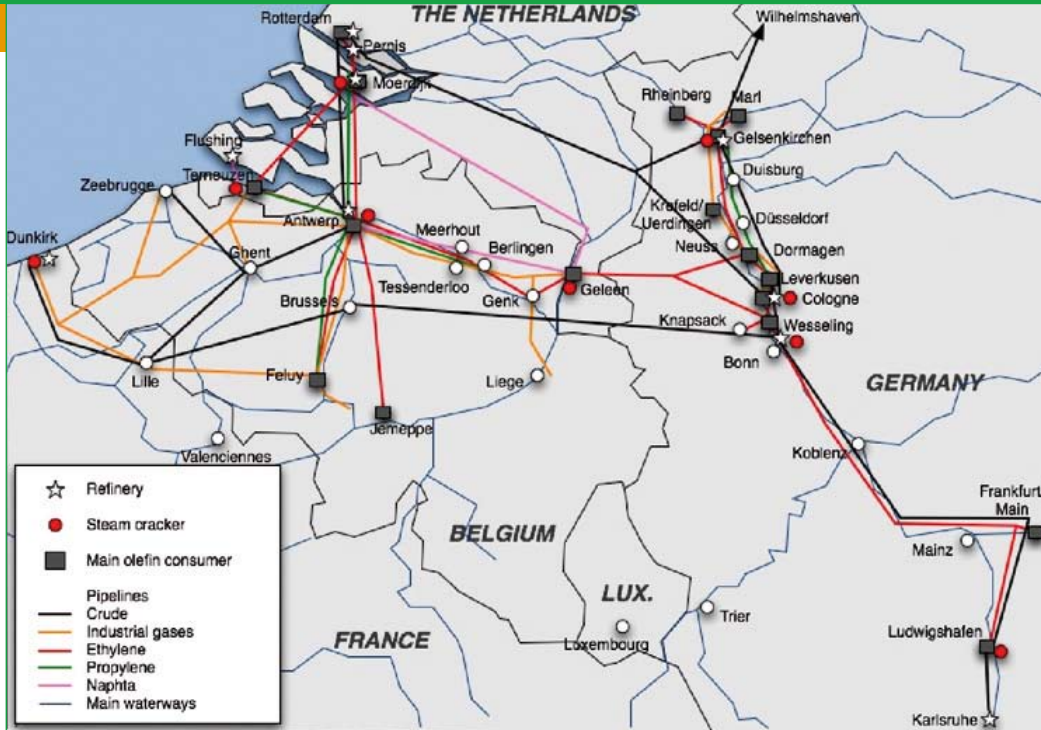 THE NETHERLANDS
Wilhelmshaven
Rotterdam
Pernis
Moerdijk
Rheinberg
Marl
Gelsenkirchen
Flushing
Duisburg
Zeebrugge
Terneuzen
Krefeld/
Uerdingen
Düsseldorf
Antwerp
Meerhout
Neuss
Dormagen
Dunkirk
Berlingen
Ghent
Leverkusen
Tessenderloo
Geleen
Cologne
Brussels
Genk
Knapsack
Wesseling
Bonn
Lille
Feluy
Liege
GERMANY
Jemeppe
Valenciennes
Koblenz
Frankfurt/
Main
BELGIUM
Mainz
LUX.
Trier
Luxembourg
Ludwigshafen
FRANCE
Karlsruhe
Refinery
Steam cracker
Main olefin consumer
Pipelines
Crude
Industrial gases
Ethylene
Propylene
Naphta
Main waterways